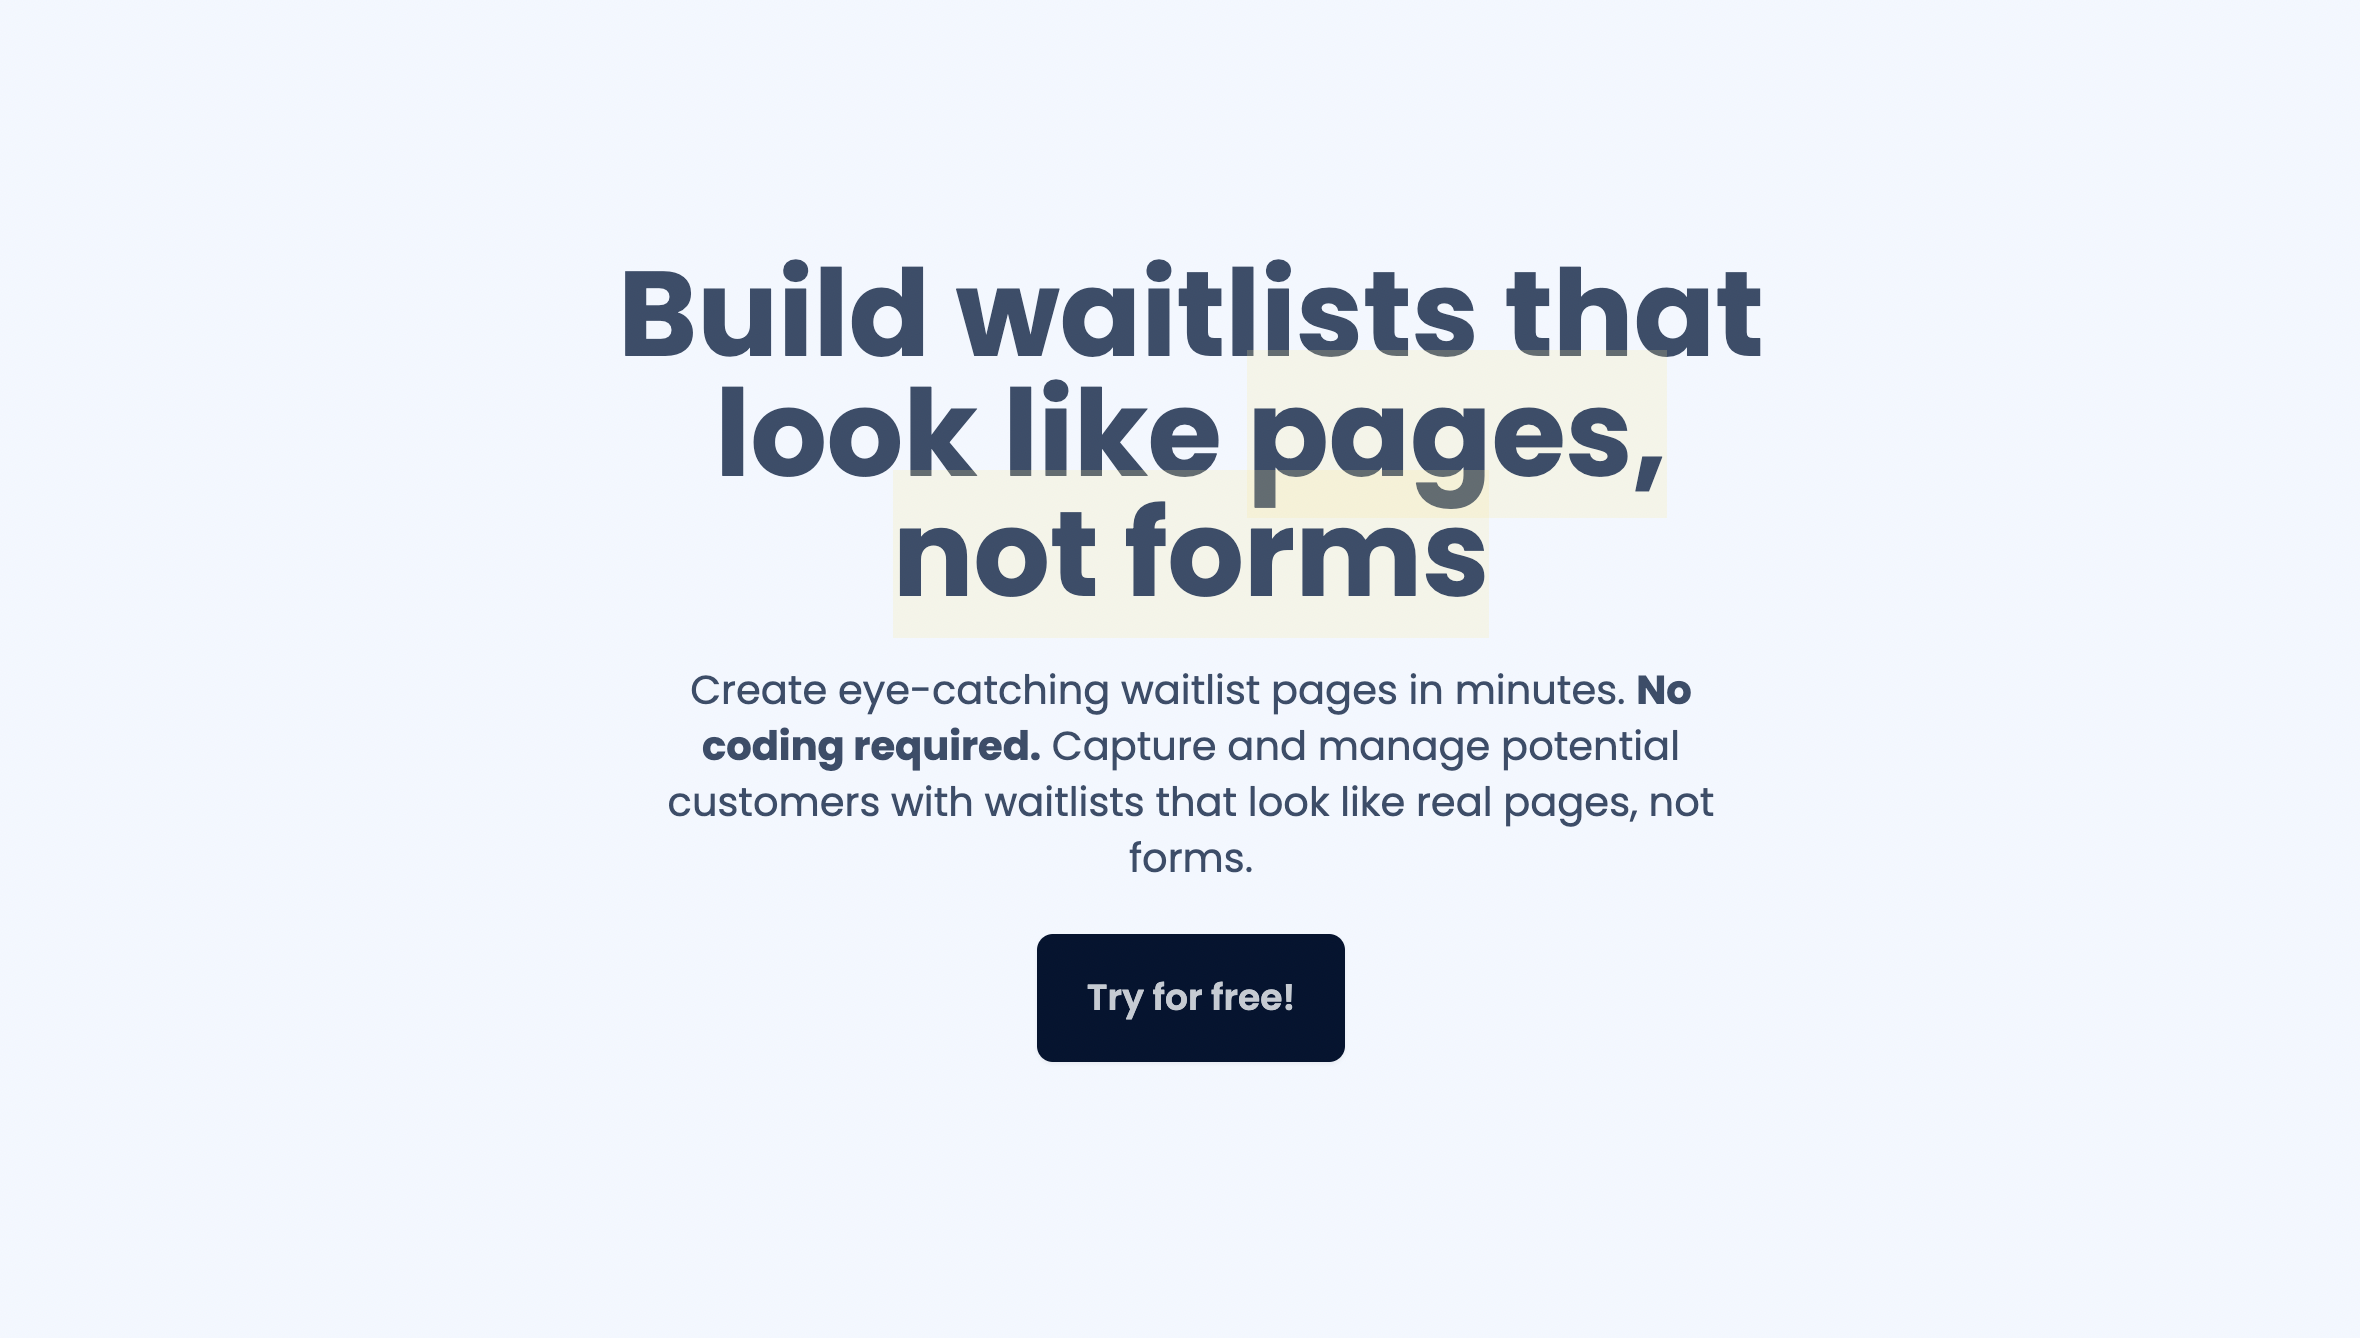 Build waitlists that
look like pages,
not forms
Create eye-catching waitlist pages in minutes. No
coding required. Capture and manage potential
customers with waitlists that look like real pages, not
forms.
Try for free!